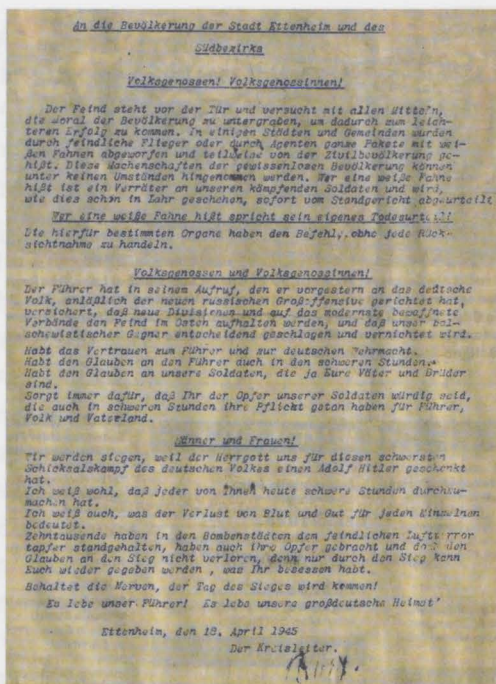 An die Bevölkerung der Stadt Ettenheim und des
Südbezirks
Volksgenossen! Volksgenossinnen!
Der Feind steht vor der Tür und versucht mit allen Mitteln,
die Moral der Bevölkerung zu untergraben, um dadurch zum leich-
teren Erfolg zu kommen. In einigen Städten und Gemeinden wurden
durch feindliche Flieger oder durch Agenten ganze Pakete mit wei-
ßen Fahnen abgeworfen und teilweise von der Zivilbevölkerung ge-
hißt. Diese Machenschaften der gewissenlosen Bevölkerung können
unter keinen Umständen hingenommen werden. Wer eine weiße Fahne
hißt ist ein Verräter an unseren kämpfenden Soldaten und wird,
wie dies schon in Lahr geschehen, sofort vom Standgericht abgeurteilt
Wer eine weiße Fahne hißt spricht sein eigenes Todesurteil!
Die hierfür bestimmten Organe haben den Befehl, ohne jede Rück-
sichtnahme zu handeln.
Volksgenossen und Volksgenossinnen!
Der Führer hat in seinem Aufruf, den er vorgestern an das deutsche
Volk, anläßlich der neuen russischen Großoffensive gerichtet hat,
versichert, daß neue Divisionen und auf das modernste bewaffnete
Verbände den Feind im Osten aufhalten werden, und daß unser bol-
schewistischer Gegner entscheidend geschlagen und vernichtet wird.
Habt das Vertrauen zum Führer und zur deutschen Wehrmacht.
Habt den Glauben an den Führer auch in den schweren Stunden.
Habt den Glauben an unsere Soldaten, die ja Eure Väter und Brüder
sind.
Sorgt immer dafür, daß Ihr der Opfer unserer Soldaten würdig seid,
die auch in schweren Stunden ihre Pflicht getan haben für Führer,
Volk und Vaterland.
Männer und Frauen!
Wir werden siegen, weil der Herrgott uns für diesen schwersten
Schicksalskampf des deutschen Volkes einen Adolf Hitler geschenkt
hat.
Ich weiß wohl, daß jeder von Ihnen heute schwere Stunden durchzu-
machen hat.
Ich weiß auch, was der Verlust von Blut und Gut für jeden Einzelnen
bedeutet.
Zehntausende haben in den Bombenstädten dem feindlichen Luftterror
tapfer standgehalten, haben auch ihre Opfer gebracht und doch den
Glauben an den Sieg nicht verloren, denn nur durch den Sieg kann
Euch wieder gegeben werden, was Ihr besessen habt.
Behaltet die Nerven, der Tag des Sieges wird kommen!
Es lebe unser Führer! Es lebe unsere großdeutsche Heimat!
Ettenheim, den 18. April 1945
Der Kreisleiter.